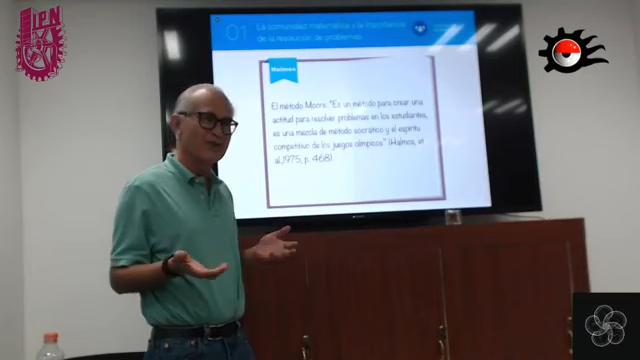 IPN
01
La comunidad matemática y la importancia
de la resolución de problemas
Halmos
El método Moore. "Es un método para crear una
actitud para resolver problemas en los estudiantes,
es una mezcla de método socrático y el espíritu
competitivo de los juegos olímpicos" (Halmos, et
al,1975, p. 468)